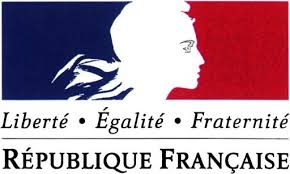 Liberté • Égalité • Fraternité
RÉPUBLIQUE FRANÇAISE